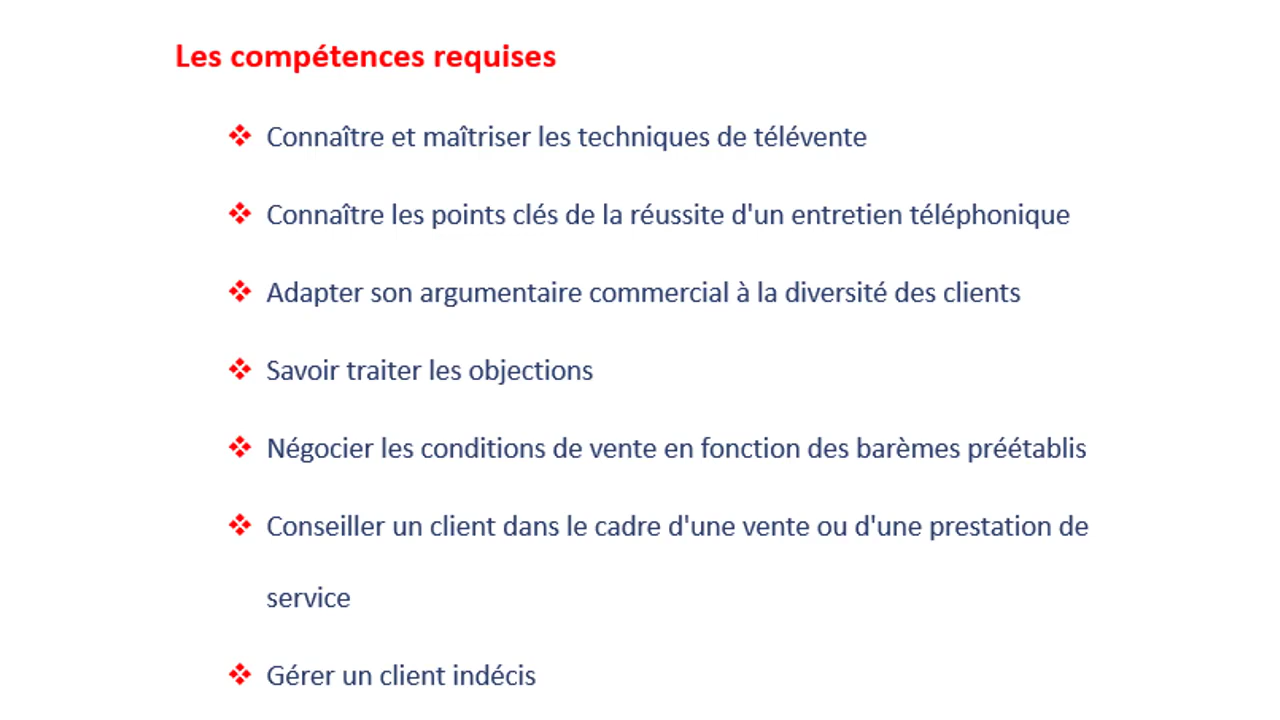 Les compétences requises
❖ Connaître et maîtriser les techniques de télévente
❖ Connaître les points clés de la réussite d'un entretien téléphonique
❖ Adapter son argumentaire commercial à la diversité des clients
❖ Savoir traiter les objections
❖ Négocier les conditions de vente en fonction des barèmes préétablis
❖ Conseiller un client dans le cadre d'une vente ou d'une prestation de
service
❖ Gérer un client indécis